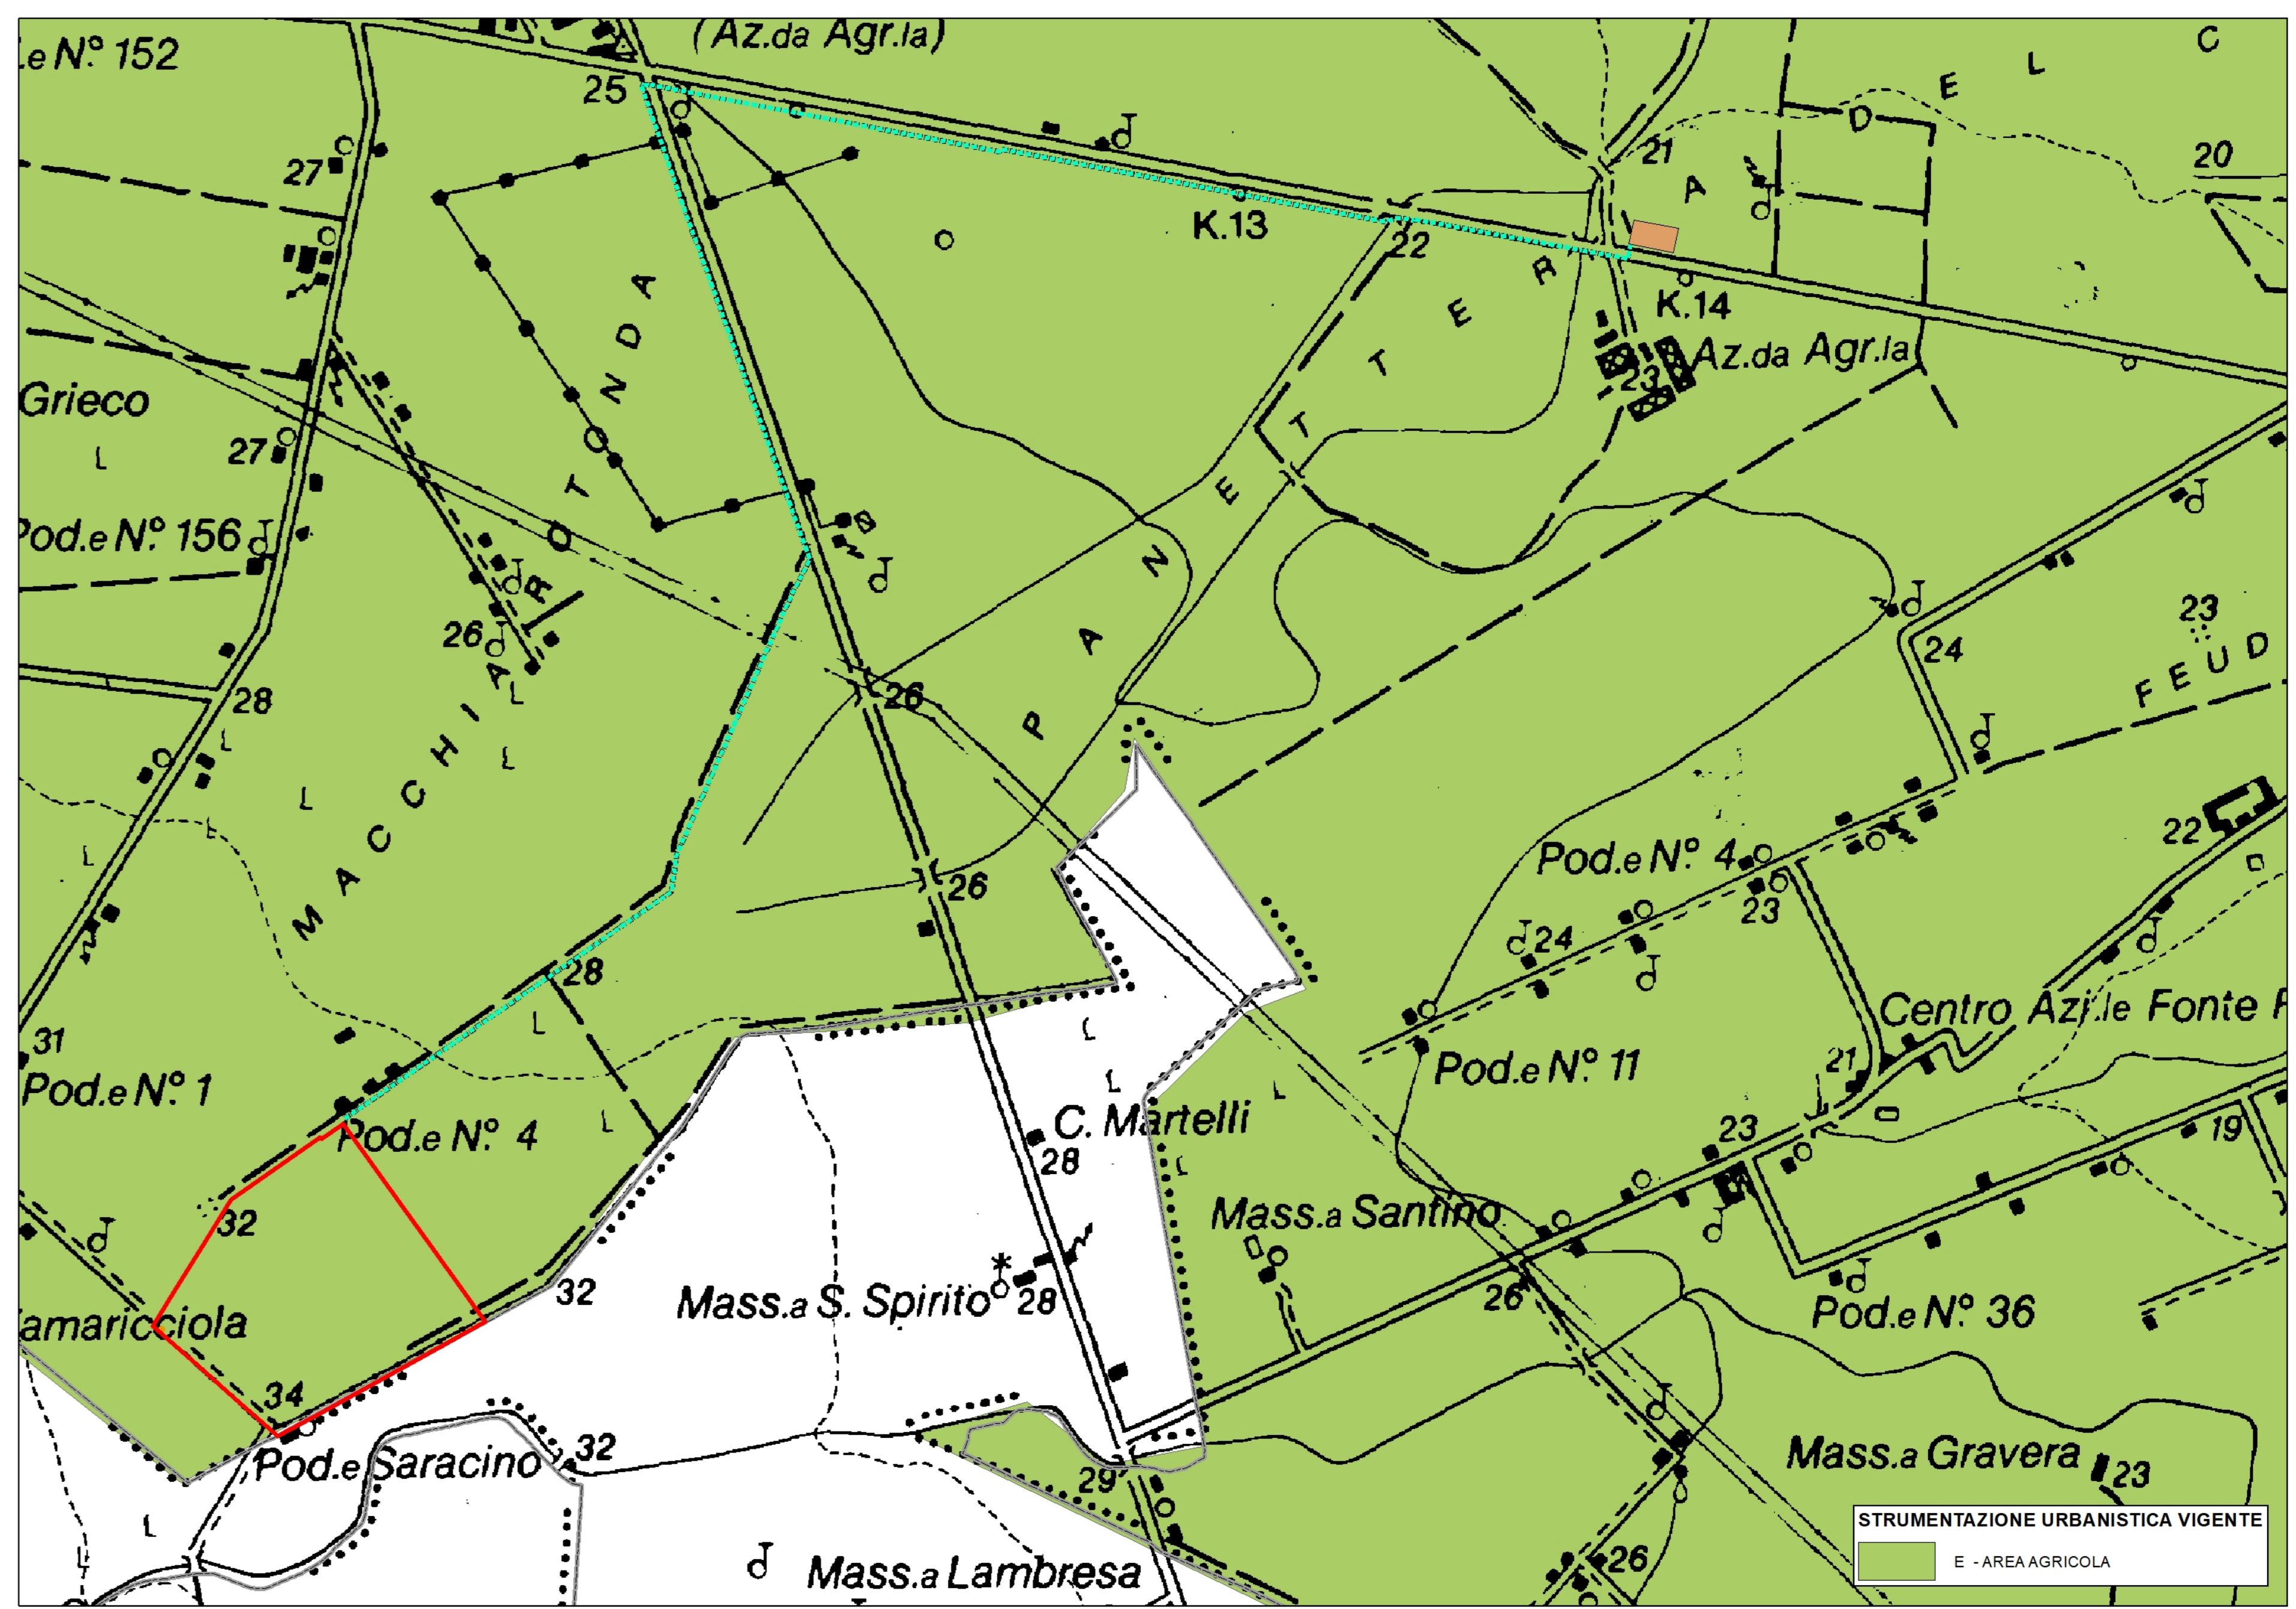 (Az.da Agr.la)
.e N.º 152
25
C
L
E
D
21
20
27
A
K.13
22
R
K.14
E
T
Az.da Agr.la
23
MACCHIA ROTONDA
Grieco
27
T
E
N
A
P
Pod.e N.º 156
26
28
26
23
24
FEUD
22
Pod.e N.º 4
23
26
24
28
Centro Azi.le Fonte
31
Pod.e N.º 1
Pod.e N.º 11
21
Pod.e N.º 4
C. Martelli
28
23
19
32
Mass.a Santino
32
Mass.a S. Spirito
28
26
Pod.e N.º 36
amaricciola
34
Pod.e Saracino
32
29
Mass.a Gravera
23
Mass.a Lambresa
26
STRUMENTAZIONE URBANISTICA VIGENTE
E - AREA AGRICOLA